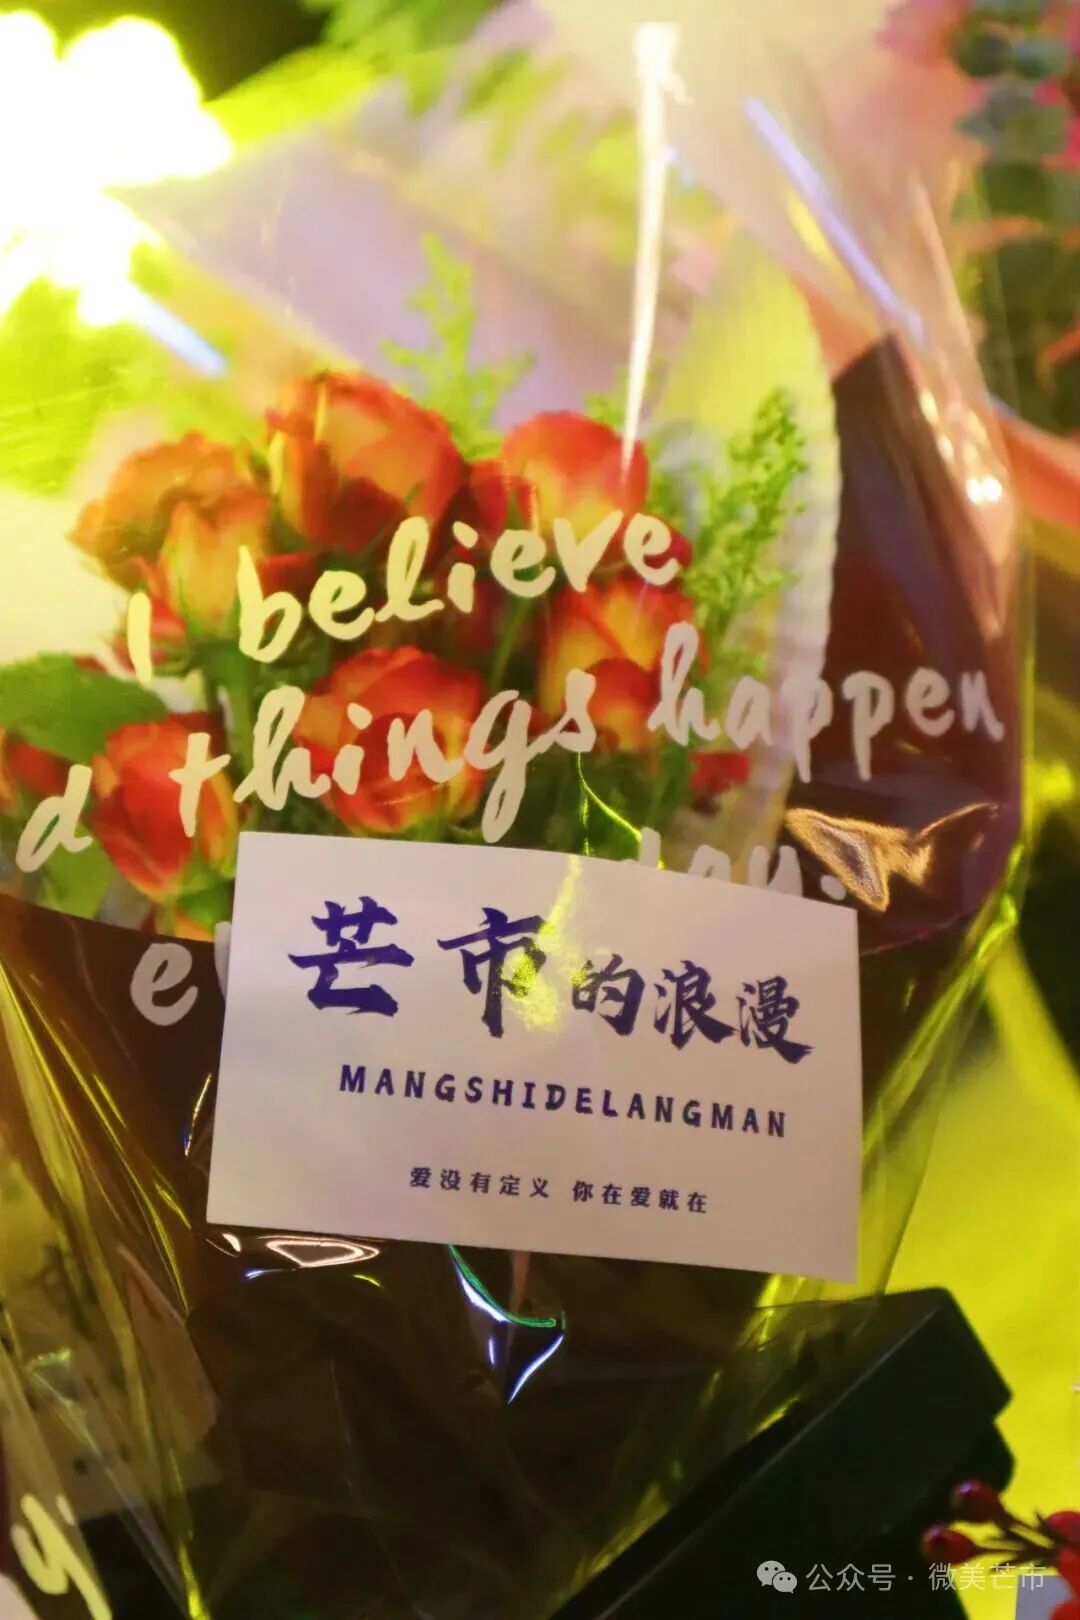 I believe
d things happen
day.
芒市的浪漫
MANGSHIDELANGMAN
爱没有定义 你在爱就在
y.
公众号 · 微美芒市